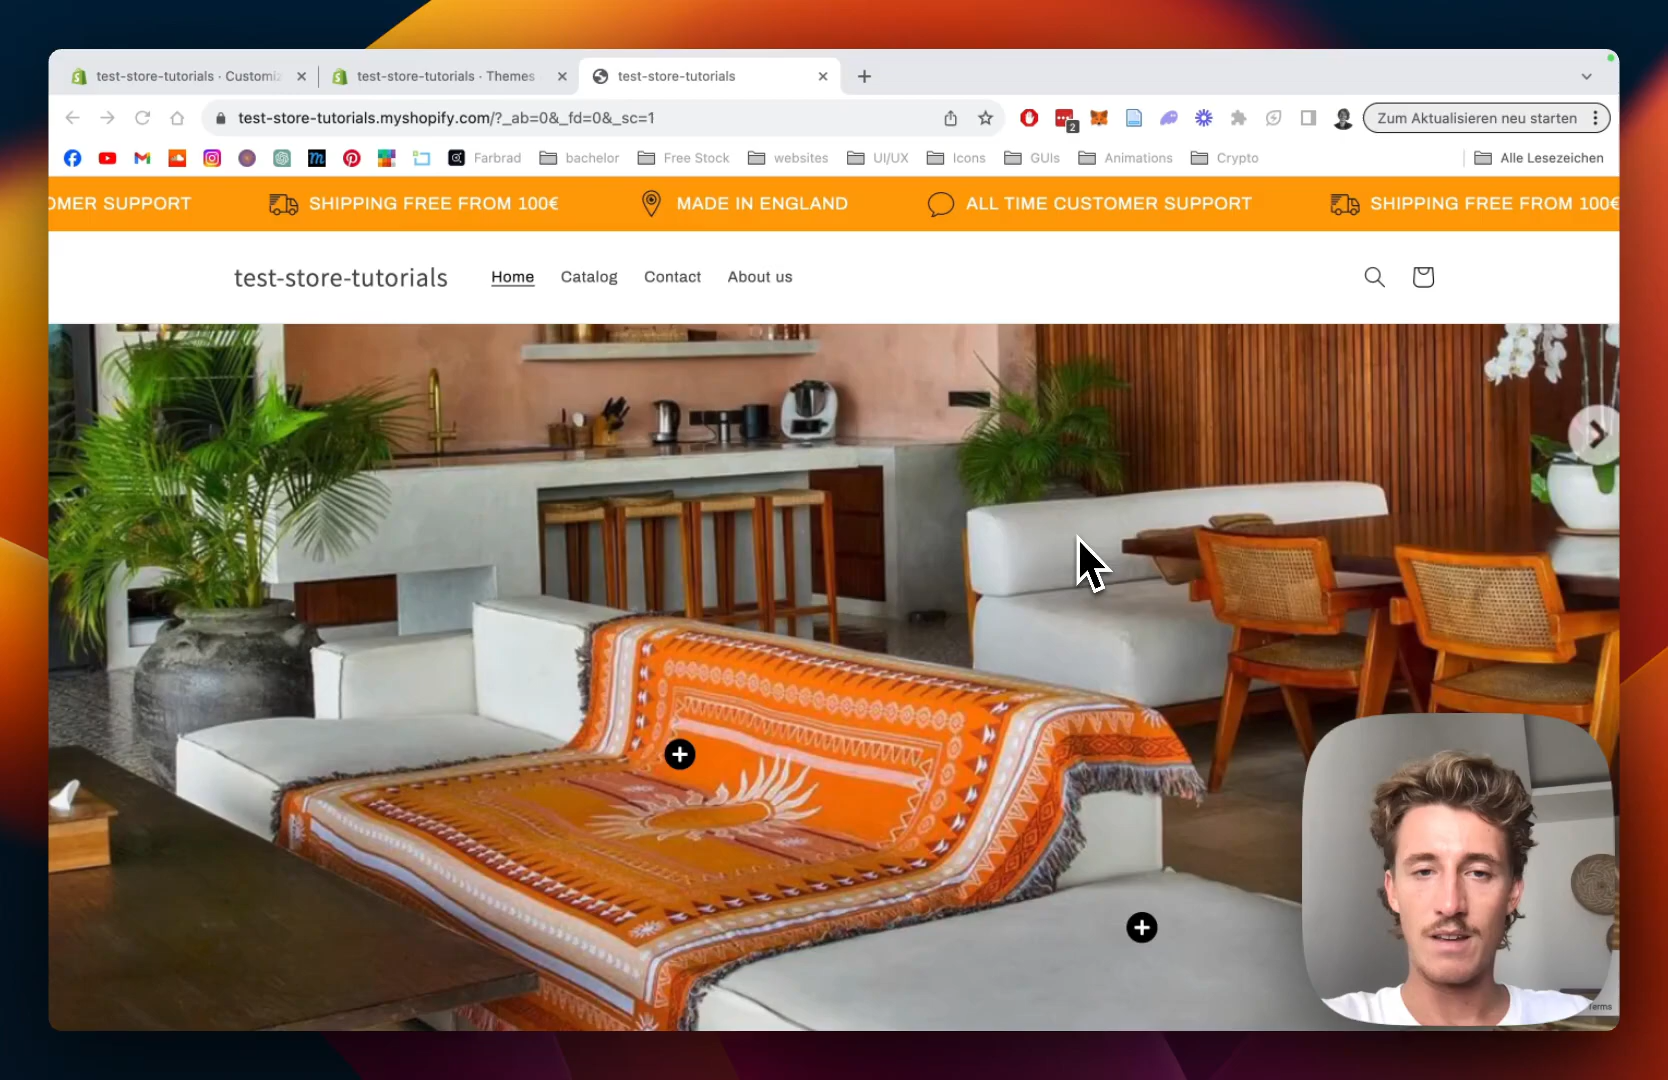 test-store-tutorials · Customiz
test-store-tutorials · Themes
test-store-tutorials
test-store-tutorials.myshopify.com/?_ab=0&_fd=0&_sc=1
2
Zum Aktualisieren neu starten
Farbrad
bachelor
Free Stock
websites
UI/UX
Icons
GUIs
Animations
Crypto
Alle Lesezeichen
OMER SUPPORT
SHIPPING FREE FROM 100€
MADE IN ENGLAND
ALL TIME CUSTOMER SUPPORT
SHIPPING FREE FROM 100€
test-store-tutorials
Home
Catalog
Contact
About us
Terms